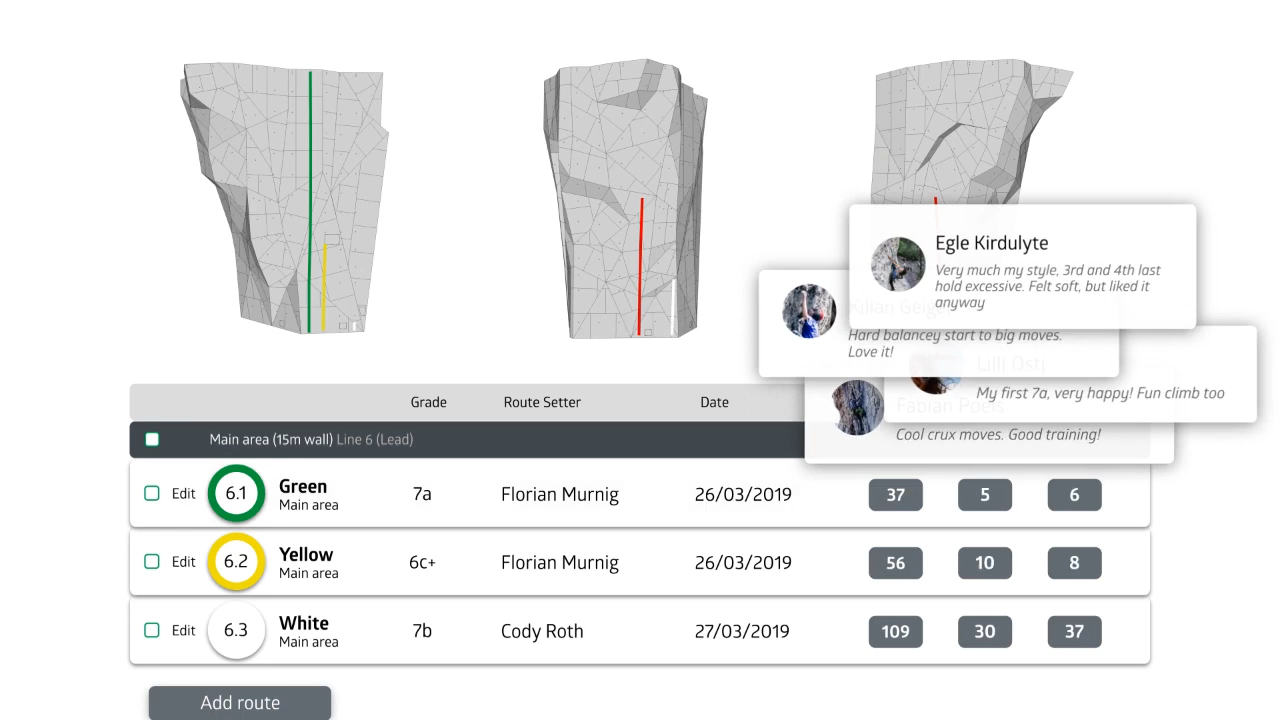 Egle Kirdulyte
Very much my style, 3rd and 4th last
hold excessive. Felt soft, but liked it
anyway
Kilian Geiger
Hard balancey start to big moves.
Love it!
My first 7a, very happy! Fun climb too
Cool crux moves. Good training!
Grade Route Setter Date
Main area (15m wall) Line 6 (Lead)
Edit 6.1 Green 7a Florian Murnig 26/03/2019 37 5 6
Main area
Edit 6.2 Yellow 6c+ Florian Murnig 26/03/2019 56 10 8
Main area
Edit 6.3 White 7b Cody Roth 27/03/2019 109 30 37
Main area
Add route